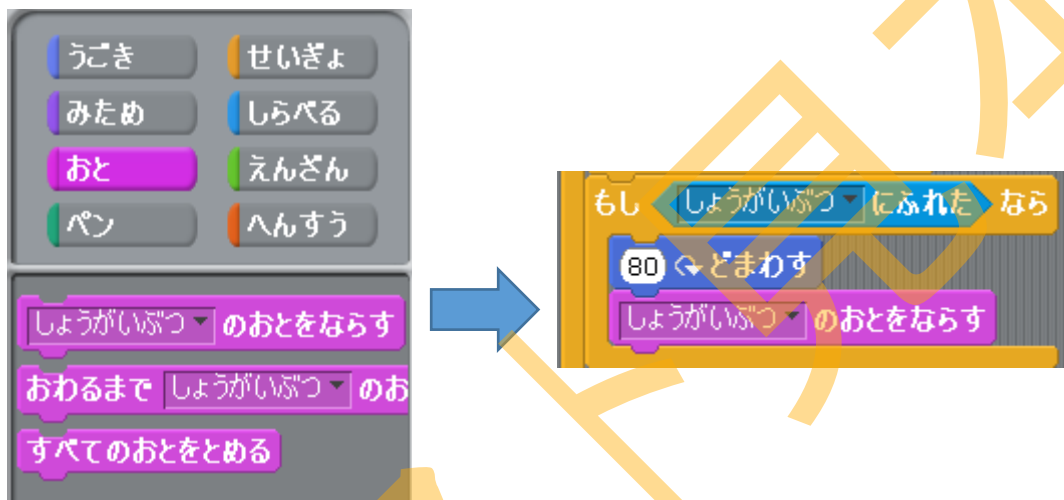 うごき せいぎょ
みため しらべる
おと えんざん
ペン へんすう
しょうがいぶつ のおとをならす
おわるまで しょうがいぶつ のお
すべてのおとをとめる
もし しょうがいぶつ にふれた なら
80 どまわす
しょうがいぶつ のおとをならす